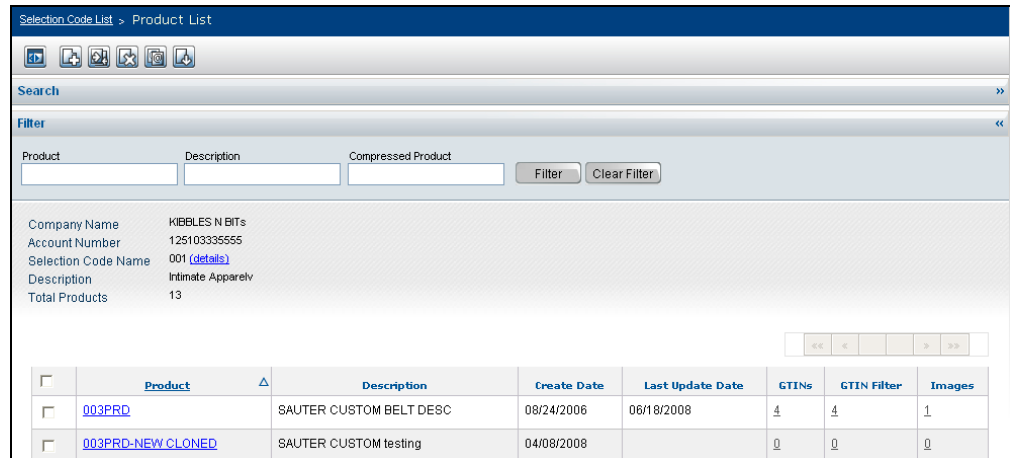 Selection Code List > Product List
Search »
Filter «
Product Description Compressed Product
Filter Clear Filter
Company Name KIBBLES N BITs
Account Number 125103335555
Selection Code Name 001 (details)
Description Intimate Apparelv
Total Products 13
<< < > >>
Product Description Create Date Last Update Date GTINs GTIN Filter Images
003PRD SAUTER CUSTOM BELT DESC 08/24/2006 06/18/2008 4 4 1
003PRD-NEW CLONED SAUTER CUSTOM testing 04/08/2008 0 0 0